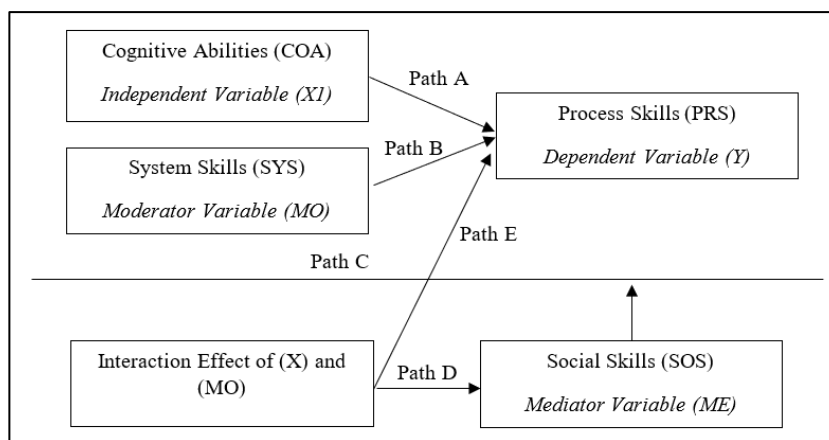 Cognitive Abilities (COA)
Independent Variable (X1)
Path A
Process Skills (PRS)
Dependent Variable (Y)
System Skills (SYS)
Moderator Variable (MO)
Path B
Path E
Path C
Interaction Effect of (X) and
(MO)
Path D
Social Skills (SOS)
Mediator Variable (ME)